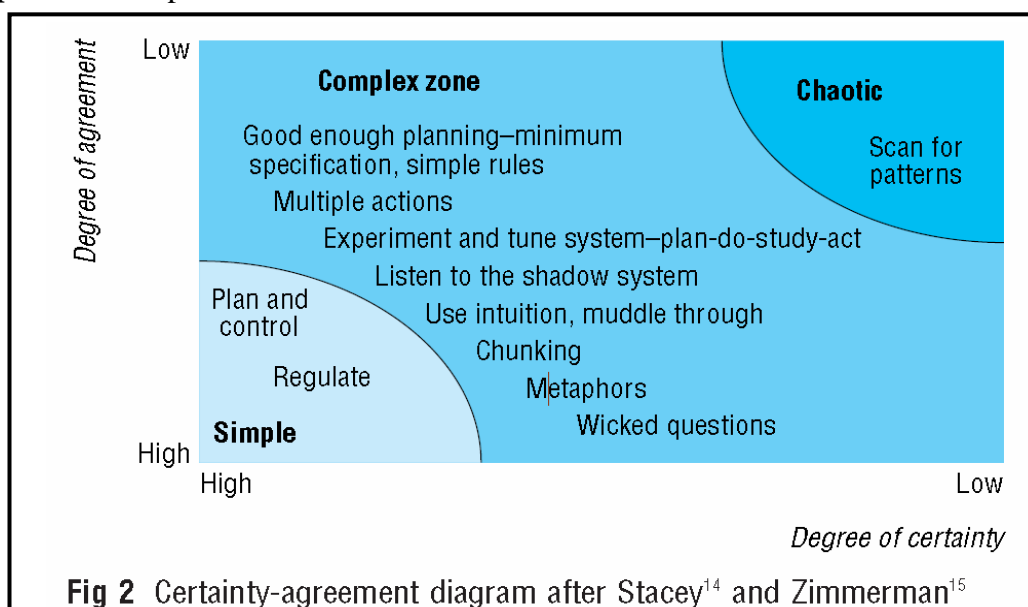 Degree of agreement
Low
Complex zone
Good enough planning–minimum
specification, simple rules
Multiple actions
Experiment and tune system–plan-do-study-act
Listen to the shadow system
Use intuition, muddle through
Chunking
Metaphors
Wicked questions
Chaotic
Scan for
patterns
Plan and
control
Regulate
Simple
High
High
Low
Degree of certainty
Fig 2 Certainty-agreement diagram after Stacey14 and Zimmerman15